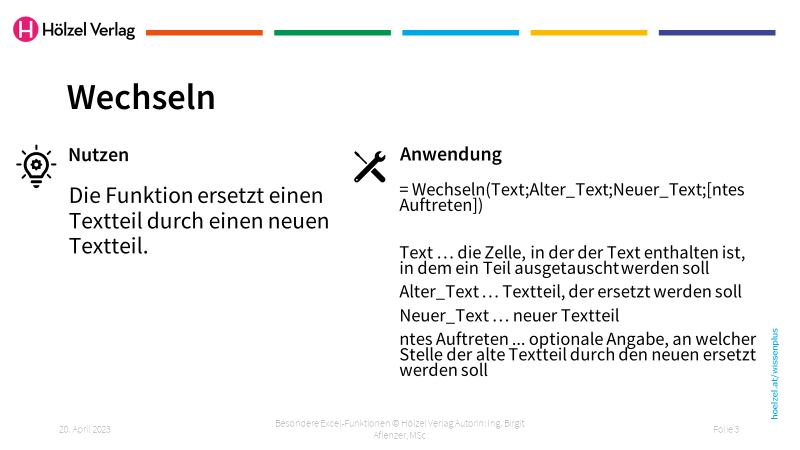 Hölzel Verlag
Wechseln
Nutzen
Die Funktion ersetzt einen
Textteil durch einen neuen
Textteil.
Anwendung
= Wechseln(Text;Alter_Text;Neuer_Text;[ntes
Auftreten])
Text … die Zelle, in der der Text enthalten ist,
in dem ein Teil ausgetauscht werden soll
Alter_Text … Textteil, der ersetzt werden soll
Neuer_Text … neuer Textteil
ntes Auftreten ... optionale Angabe, an welcher
Stelle der alte Textteil durch den neuen ersetzt
werden soll
hoelzel.at/wissenplus
20. April 2023
Besondere Excel-Funktionen © Hölzel Verlag Autorin: Ing. Birgit
Aflenzer, MSc
Folie 3